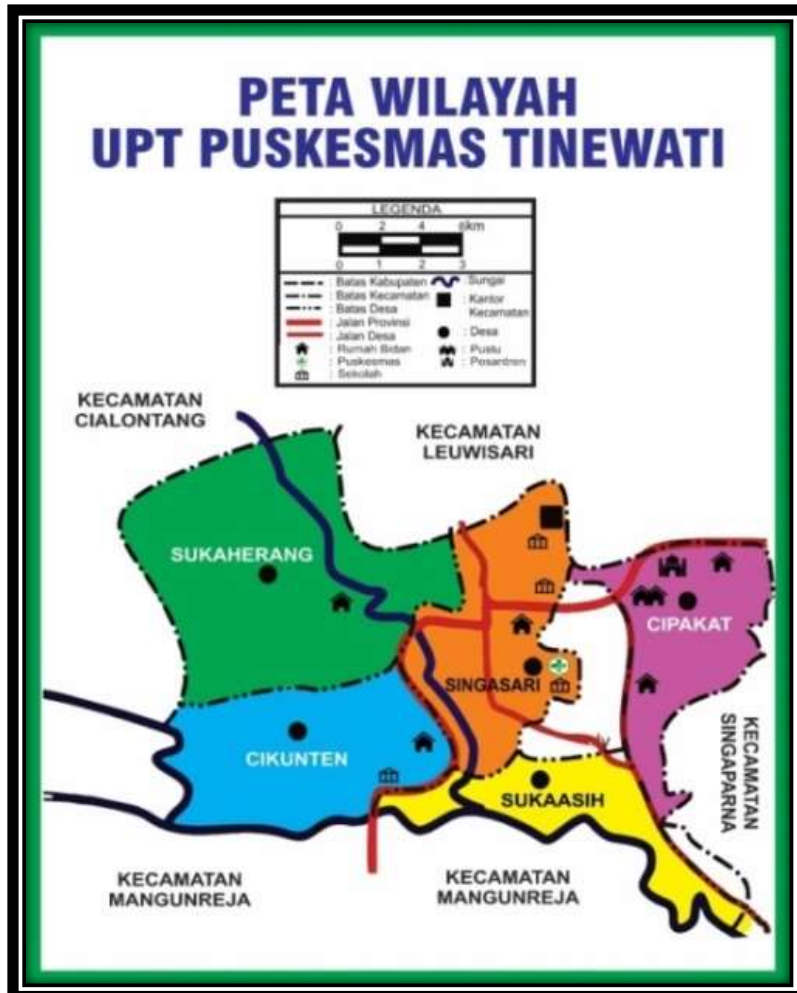 PETA WILAYAH
UPT PUSKESMAS TINEWATI
LEGENDA
0 2 4 6km
0 1 2 3
: Batas Kabupaten
: Batas Kecamatan
: Batas Desa
: Jalan Provinsi
: Jalan Desa
: Rumah Bidan
: Puskesmas
: Sekolah
: Sungai
: Kantor
Kecamatan
: Desa
: Pustu
: Pesantren
KECAMATAN
CIALONTANG
KECAMATAN
LEUWISARI
SUKAHERANG
CIPAKAT
SINGASARI
CIKUNTEN
SUKAASIH
KECAMATAN
SINGAPARNA
KECAMATAN
MANGUNREJA
KECAMATAN
MANGUNREJA